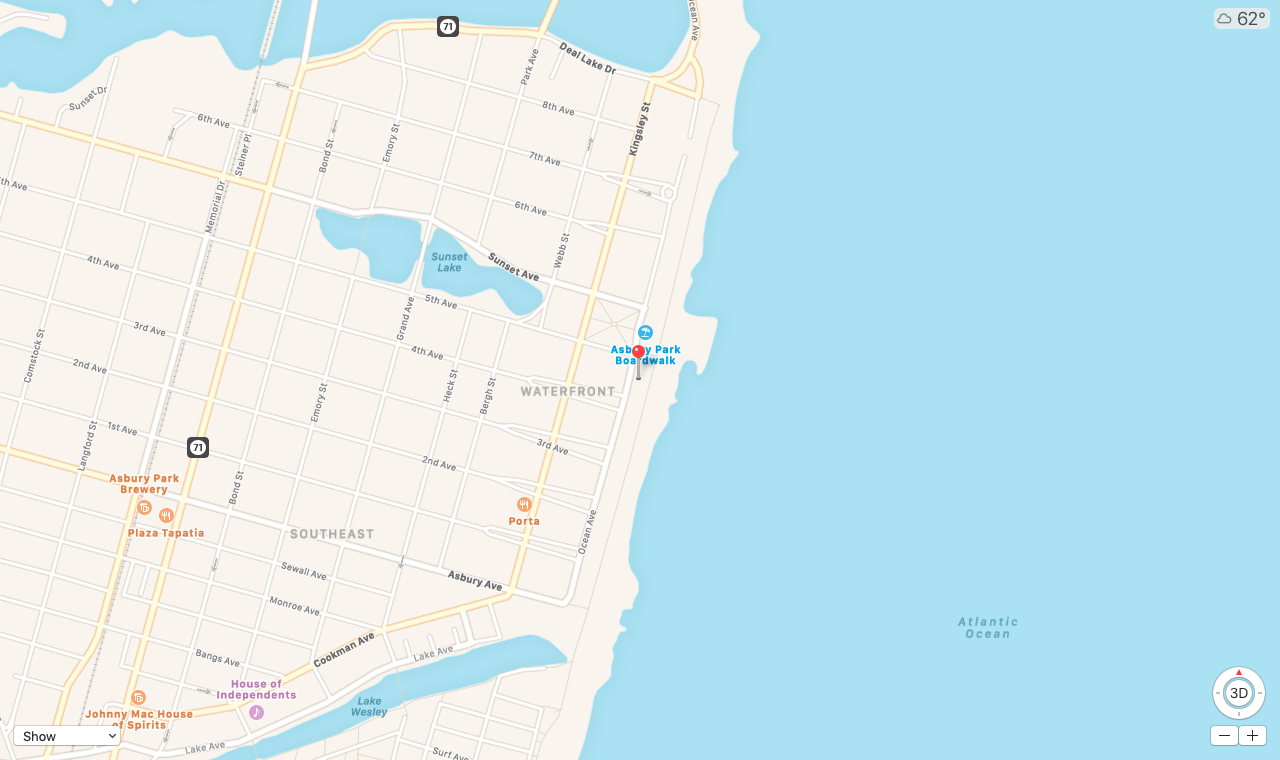 71
Ocean Ave
62°
Deal Lake Dr
Park Ave
Sunset Dr
8th Ave
Kingsley St
6th Ave
Steiner Pl
Bond St
Emory St
7th Ave
Memorial Dr
6th Ave
4th Ave
Webb St
Sunset
Lake
Sunset Ave
5th Ave
Grand Ave
3rd Ave
Comstock St
4th Ave
Asbury Park
Boardwalk
2nd Ave
Heck St
Bergh St
WATERFRONT
Emory St
1st Ave
Langford St
71
3rd Ave
2nd Ave
Asbury Park
Brewery
Bond St
Plaza Tapatia
Porta
SOUTHEAST
Ocean Ave
Sewall Ave
Asbury Ave
Monroe Ave
Atlantic
Ocean
Cookman Ave
Bangs Ave
Lake Ave
House of
Independents
3D
Lake
Wesley
Johnny Mac House
of Spirits
Show
Lake Ave
Surf Ave